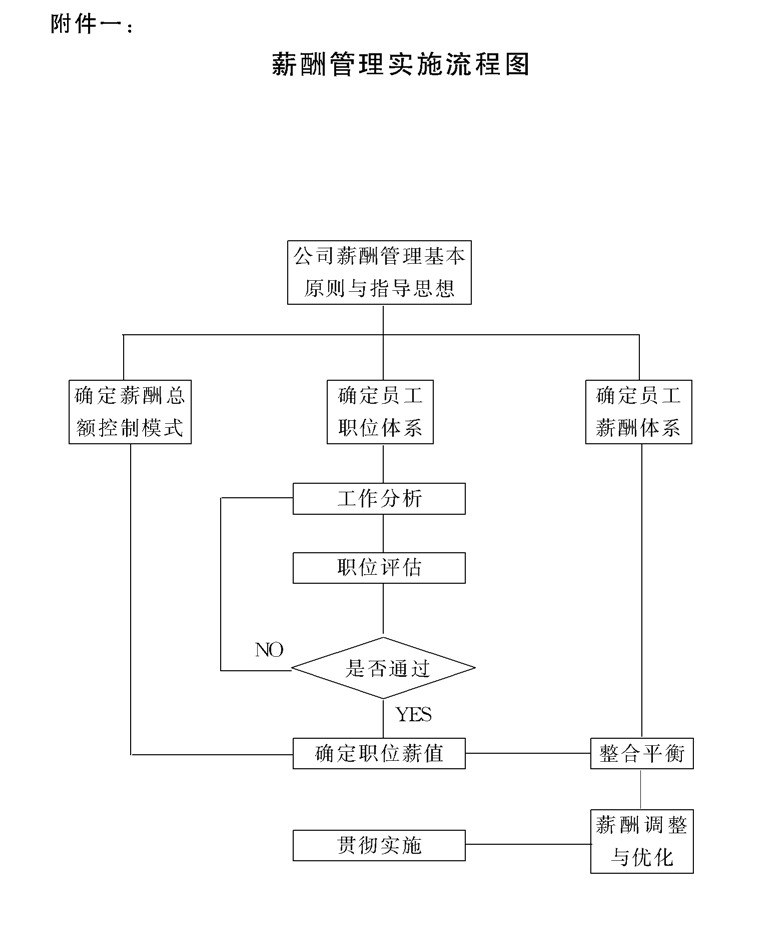 附件一：
薪酬管理实施流程图
公司薪酬管理基本
原则与指导思想
确定薪酬总
额控制模式
确定员工
职位体系
确定员工
薪酬体系
工作分析
职位评估
NO
是否通过
YES
确定职位薪值
整合平衡
薪酬调整
与优化
贯彻实施